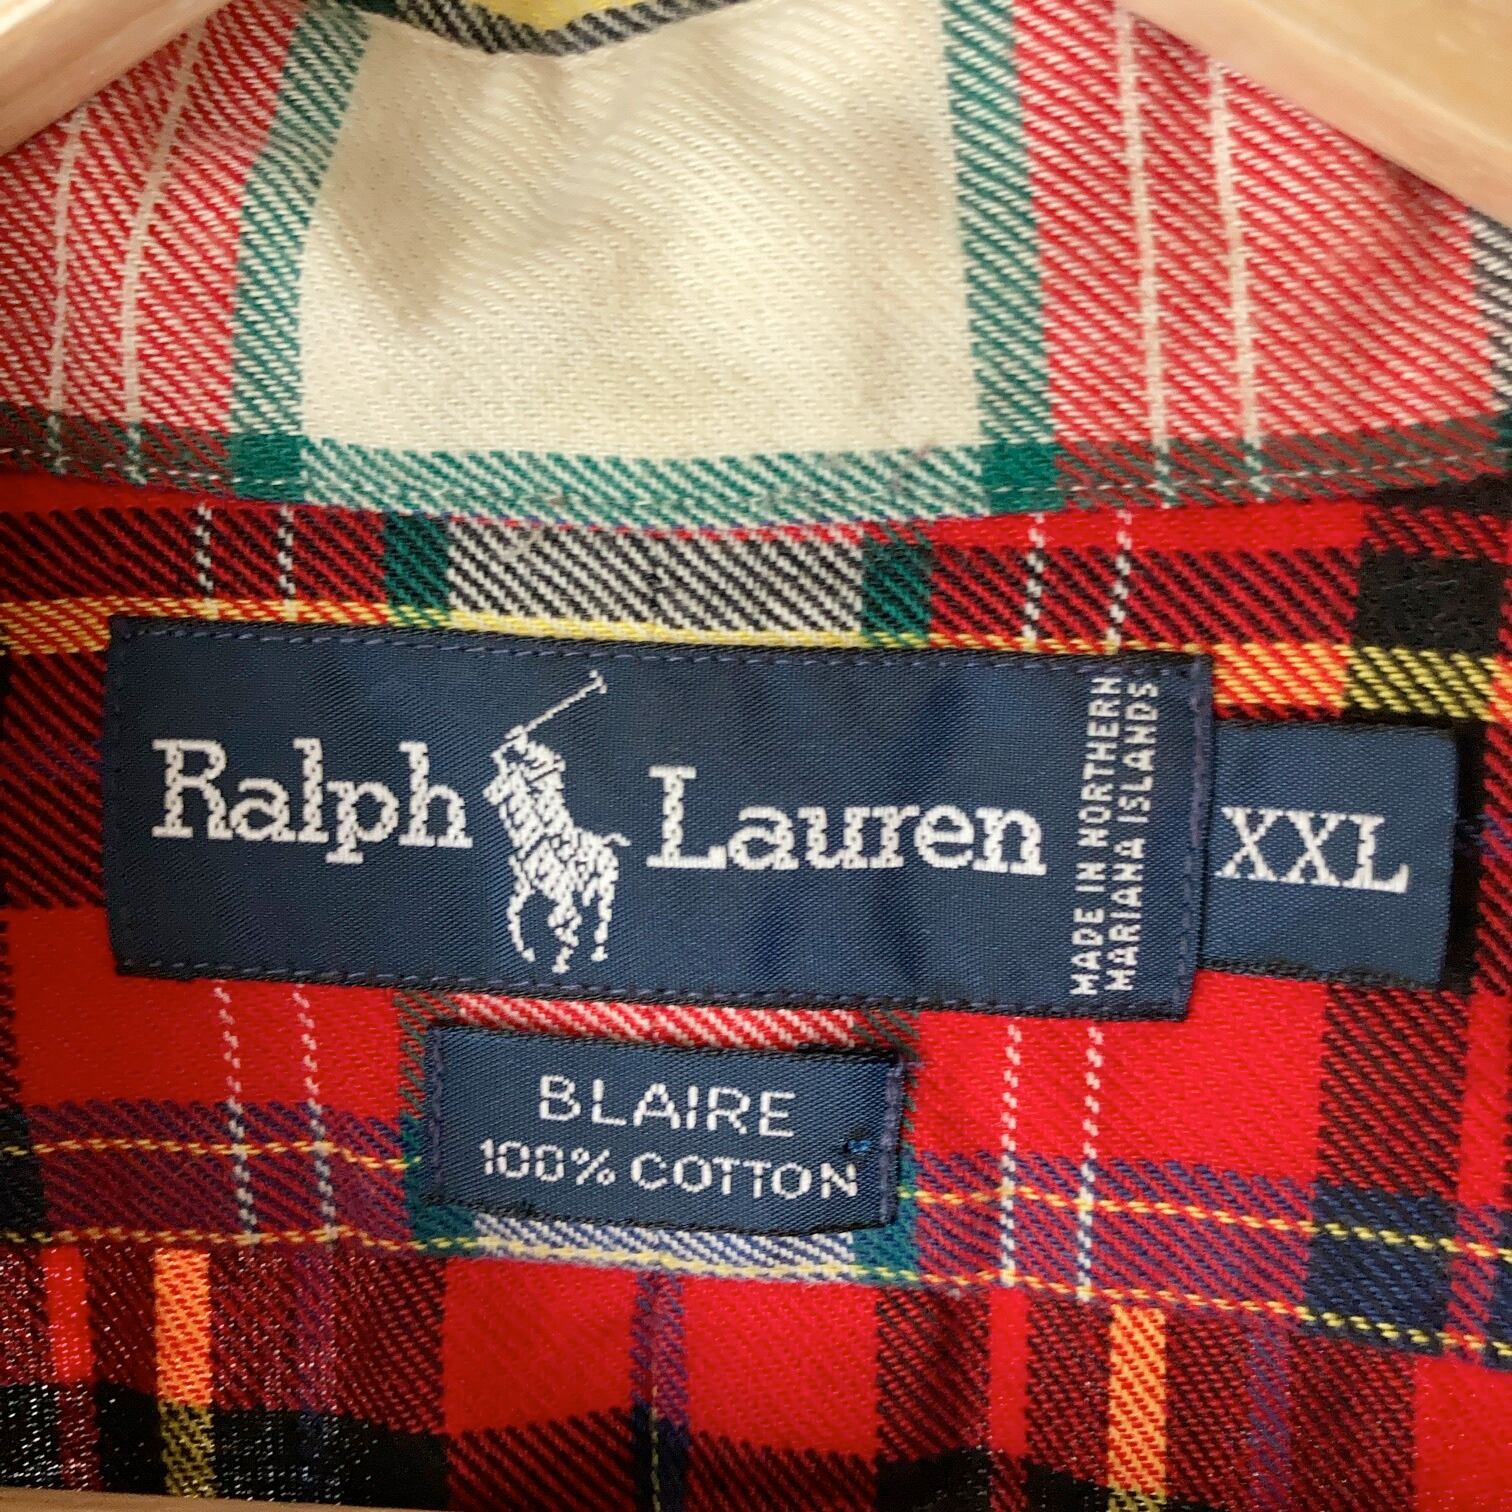 Ralph Lauren
MADE IN NORTHERN
MARIANA ISLANDS
XXL
BLAIRE
100% COTTON